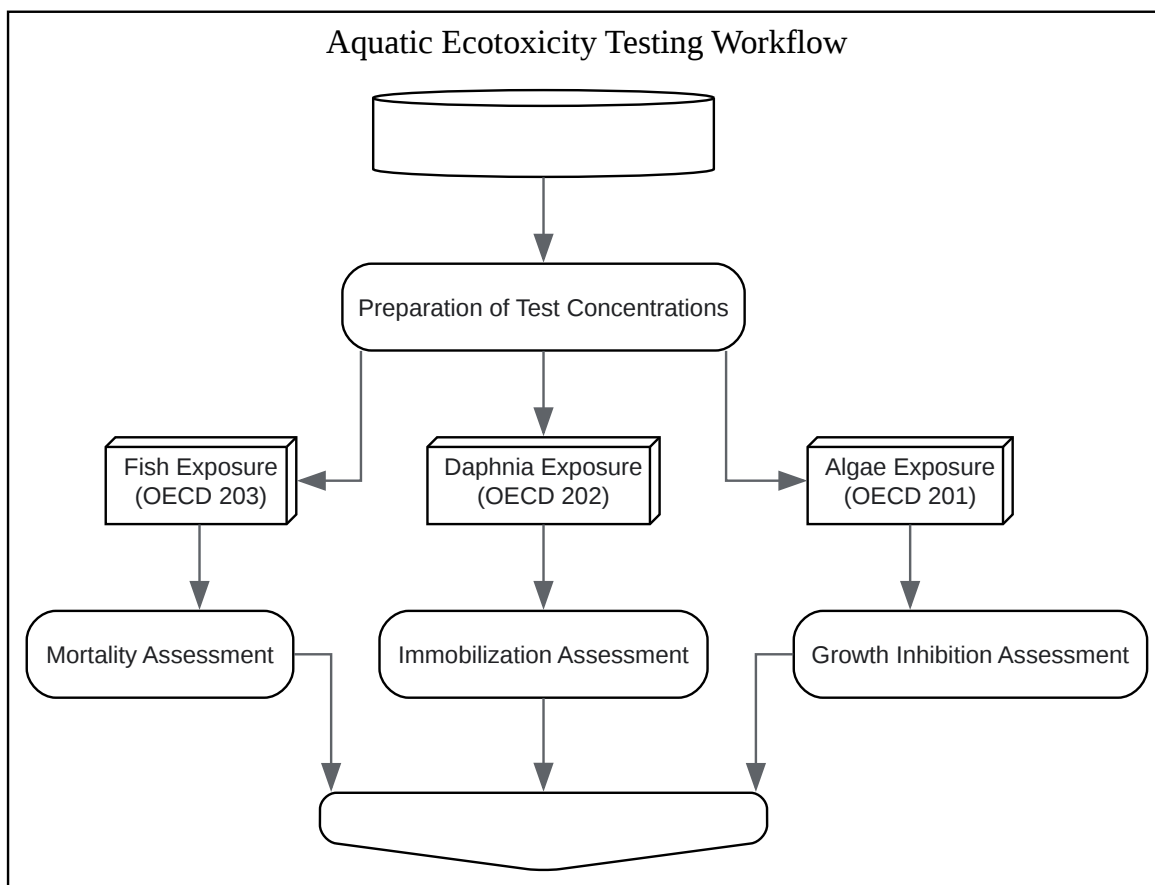 Aquatic Ecotoxicity Testing Workflow
Preparation of Test Concentrations
Fish Exposure
(OECD 203)
Daphnia Exposure
(OECD 202)
Algae Exposure
(OECD 201)
Mortality Assessment
Immobilization Assessment
Growth Inhibition Assessment